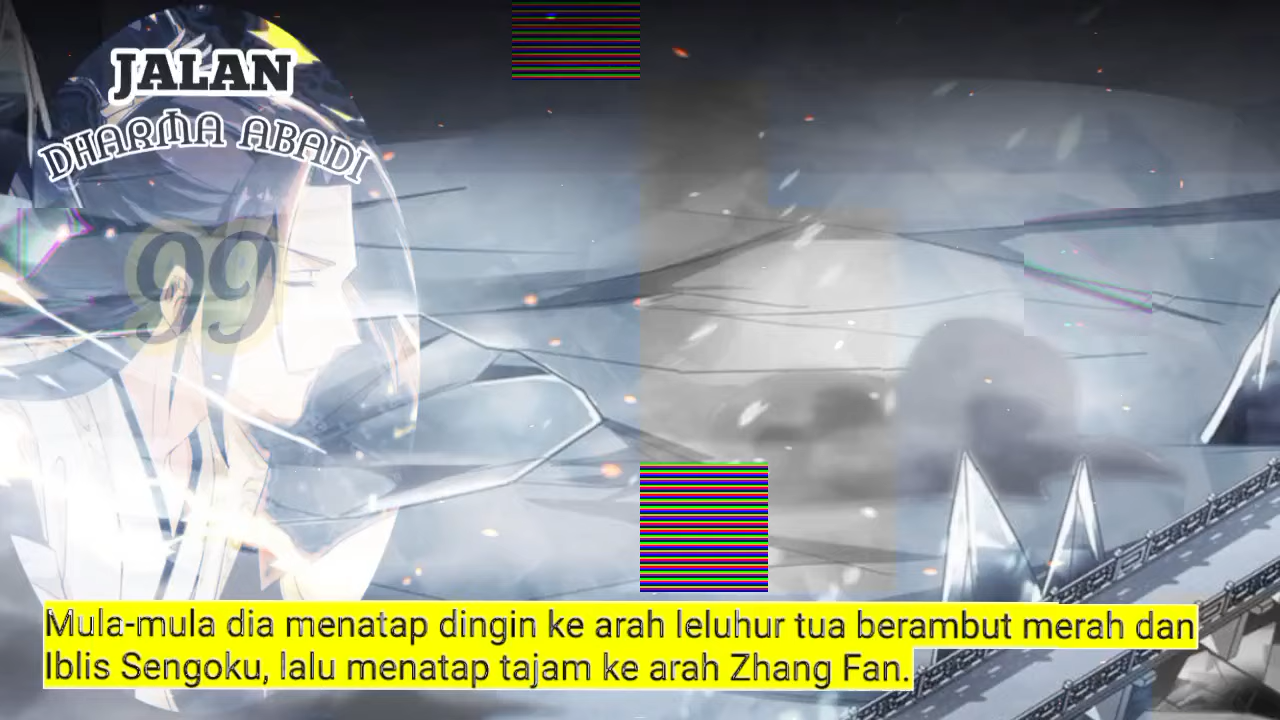 JALAN
DHARMA ABADI
99
Mula-mula dia menatap dingin ke arah leluhur tua berambut merah dan
Iblis Sengoku, lalu menatap tajam ke arah Zhang Fan.